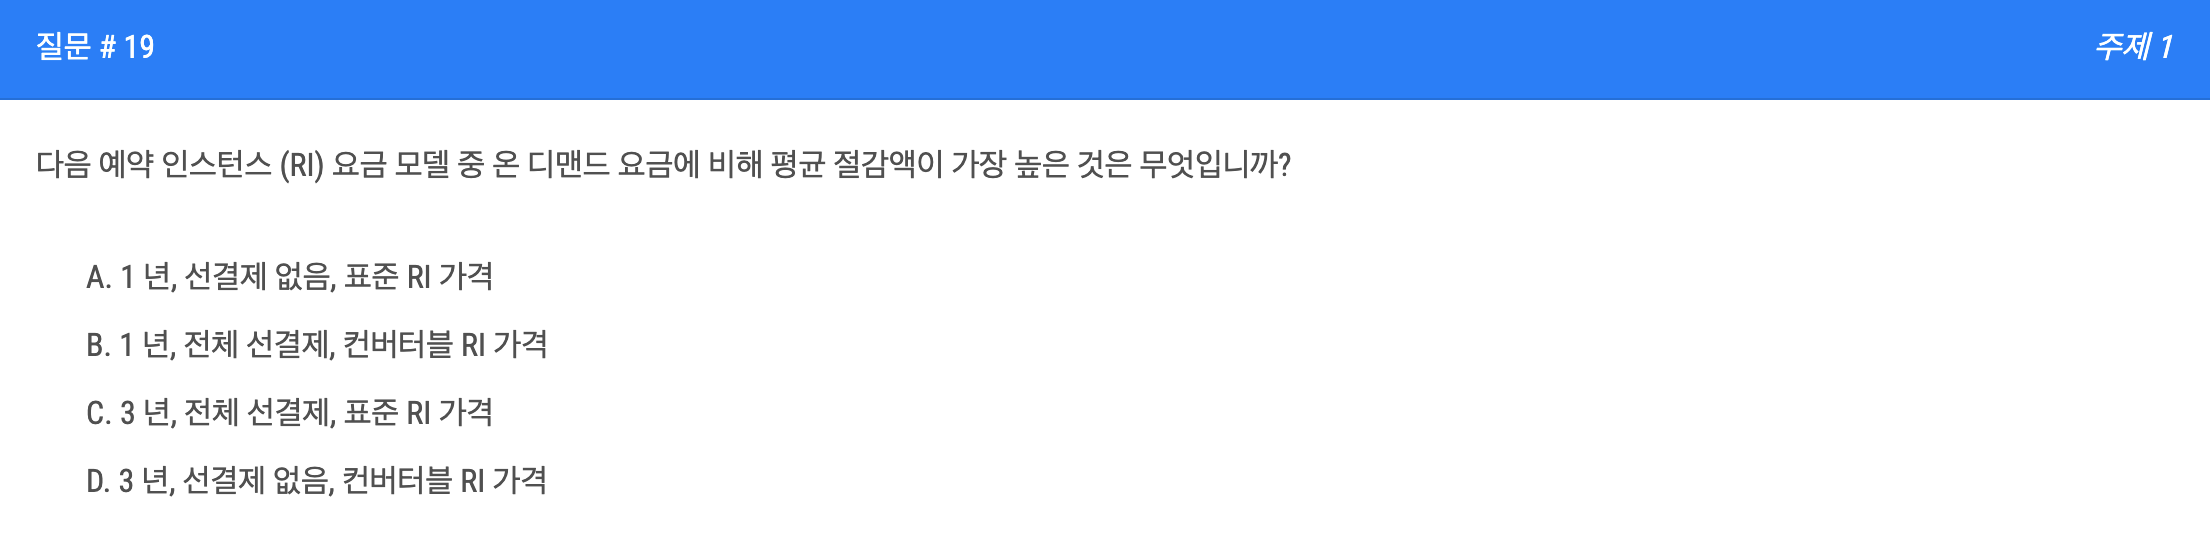 질문 # 19
주제 1
다음 예약 인스턴스 (RI) 요금 모델 중 온 디맨드 요금에 비해 평균 절감액이 가장 높은 것은 무엇입니까?
A. 1 년, 선결제 없음, 표준 RI 가격
B. 1 년, 전체 선결제, 컨버터블 RI 가격
C. 3 년, 전체 선결제, 표준 RI 가격
D. 3 년, 선결제 없음, 컨버터블 RI 가격